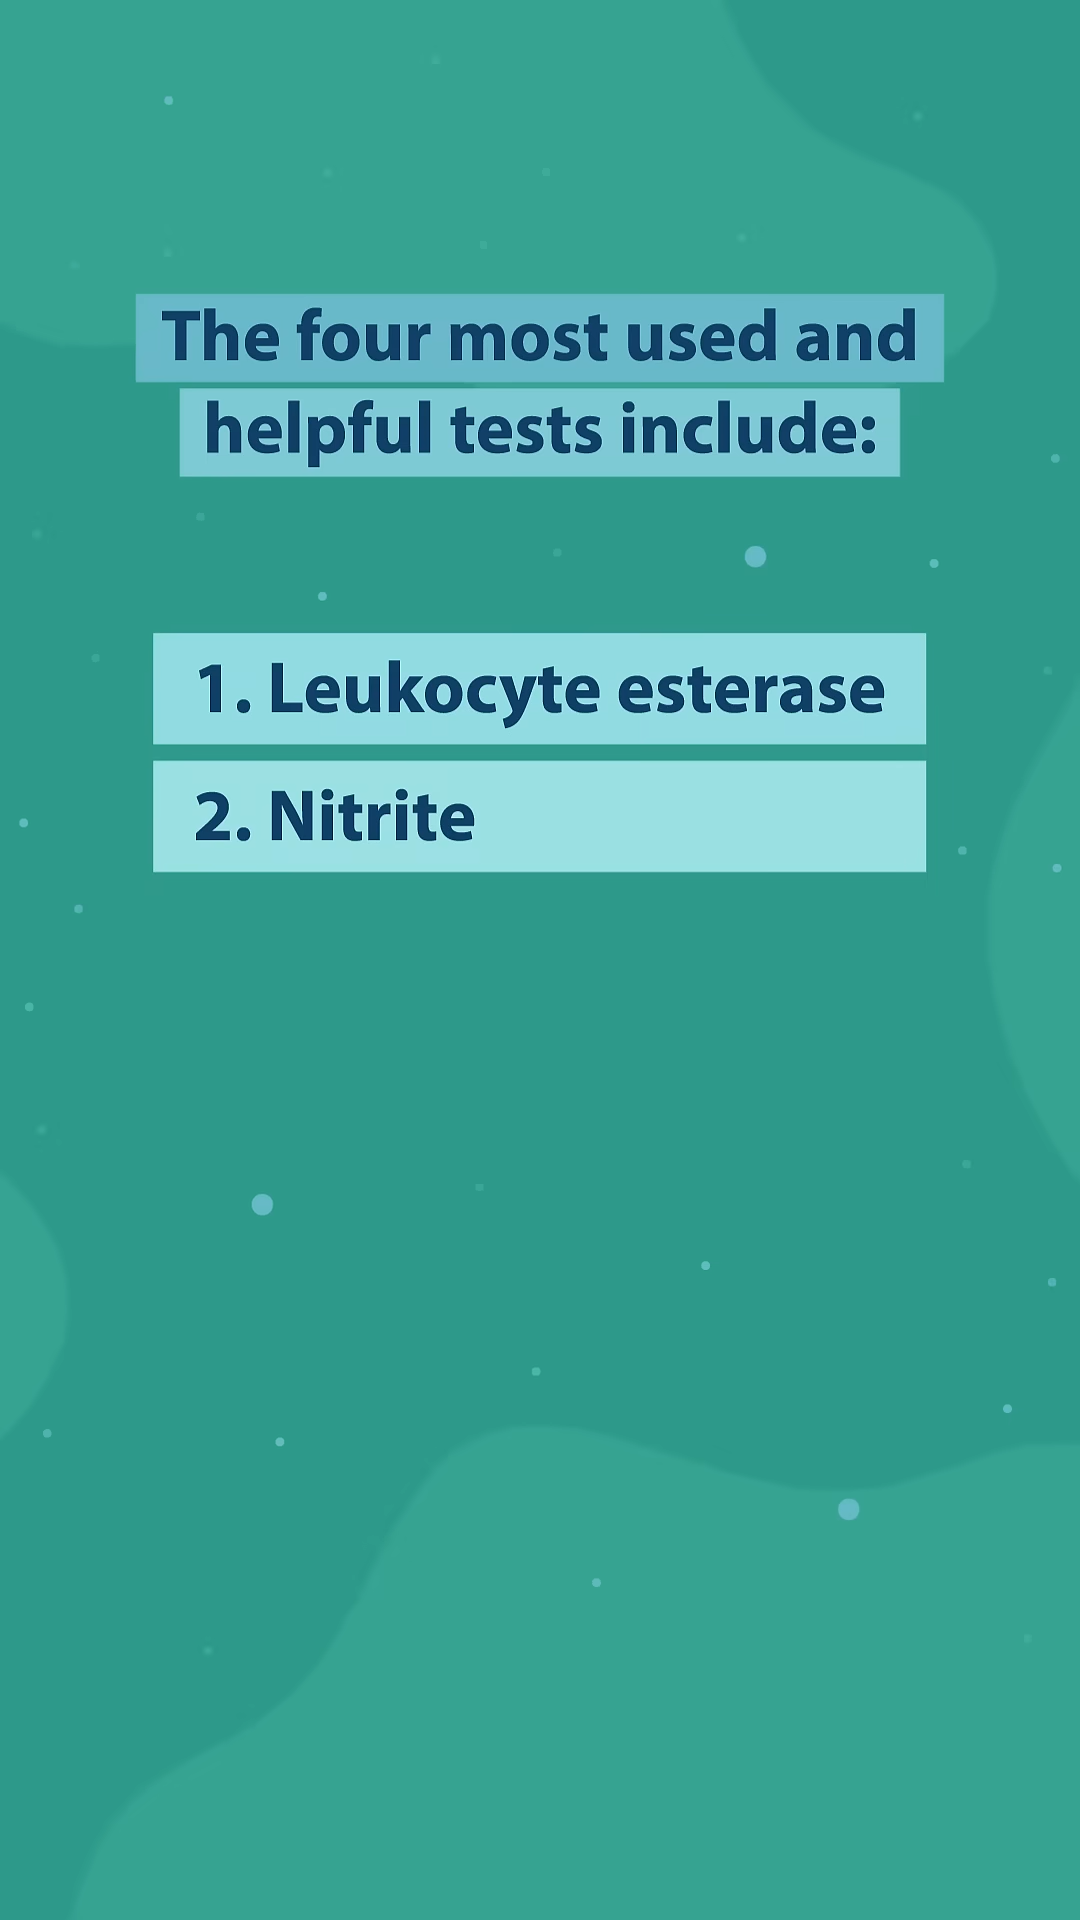 The four most used and
helpful tests include:
1. Leukocyte esterase
2. Nitrite